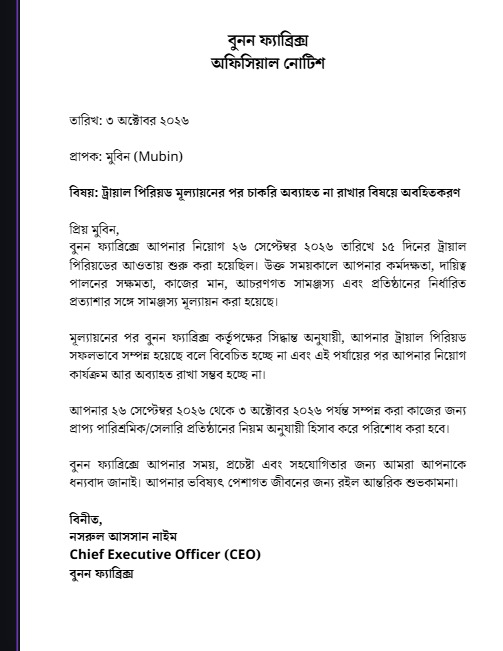 বুনন ফ্যাব্রিক্স
অফিসিয়াল নোটিশ
তারিখ: ৩ অক্টোবর ২০২৬
প্রাপক: মুবিন (Mubin)
বিষয়: ট্রায়াল পিরিয়ড মূল্যায়নের পর চাকরি অব্যাহত না রাখার বিষয়ে অবহিতকরণ
প্রিয় মুবিন,
বুনন ফ্যাব্রিক্সে আপনার নিয়োগ ২৬ সেপ্টেম্বর ২০২৬ তারিখে ১৫ দিনের ট্রায়াল
পিরিয়ডের আওতায় শুরু করা হয়েছিল। উক্ত সময়কালে আপনার কর্মদক্ষতা, দায়িত্ব
পালনের সক্ষমতা, কাজের মান, আচরণগত সামঞ্জস্য এবং প্রতিষ্ঠানের নির্ধারিত
প্রত্যাশার সঙ্গে সামঞ্জস্য মূল্যায়ন করা হয়েছে।
মূল্যায়নের পর বুনন ফ্যাব্রিক্স কর্তৃপক্ষের সিদ্ধান্ত অনুযায়ী, আপনার ট্রায়াল পিরিয়ড
সফলভাবে সম্পন্ন হয়েছে বলে বিবেচিত হচ্ছে না এবং এই পর্যায়ের পর আপনার নিয়োগ
কার্যক্রম আর অব্যাহত রাখা সম্ভব হচ্ছে না।
আপনার ২৬ সেপ্টেম্বর ২০২৬ থেকে ৩ অক্টোবর ২০২৬ পর্যন্ত সম্পন্ন করা কাজের জন্য
প্রাপ্য পারিশ্রমিক/সেলারি প্রতিষ্ঠানের নিয়ম অনুযায়ী হিসাব করে পরিশোধ করা হবে।
বুনন ফ্যাব্রিক্সে আপনার সময়, প্রচেষ্টা এবং সহযোগিতার জন্য আমরা আপনাকে
ধন্যবাদ জানাই। আপনার ভবিষ্যৎ পেশাগত জীবনের জন্য রইল আন্তরিক শুভকামনা।
বিনীত,
নসরুল আসসান নাইম
Chief Executive Officer (CEO)
বুনন ফ্যাব্রিক্স